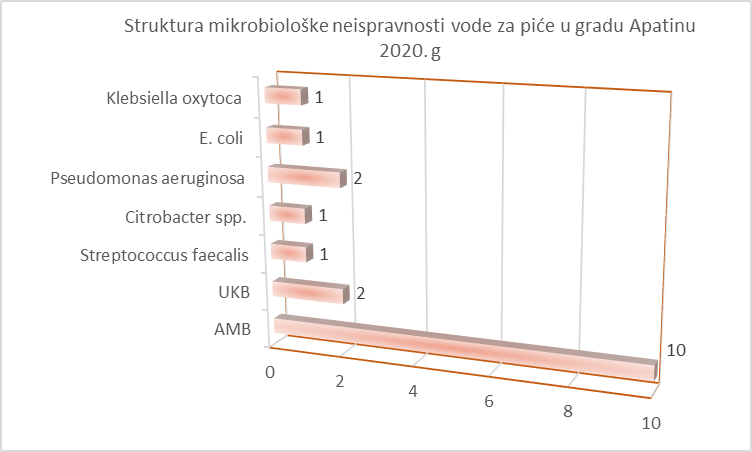 Struktura mikrobiološke neispravnosti vode za piće u gradu Apatinu
2020. g
Klebsiella oxytoca 1
E. coli 1
Pseudomonas aeruginosa 2
Citrobacter spp. 1
Streptococcus faecalis 1
UKB 2
AMB 10
0 2 4 6 8 10